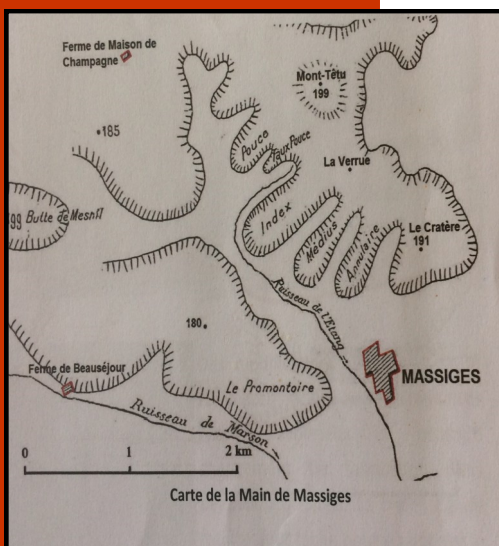 Ferme de Maison de
Champagne
Mont-Têtu
199
185
Pouce
Faux Pouce
La Verrue
99 Butte de Mesnil
Index
Médius
Annulaire
Le Cratère
191
Ruisseau de l'Etang
180
Ferme de Beauséjour
Le Promontoire
MASSIGES
Ruisseau de Marson
0 1 2 km
Carte de la Main de Massiges